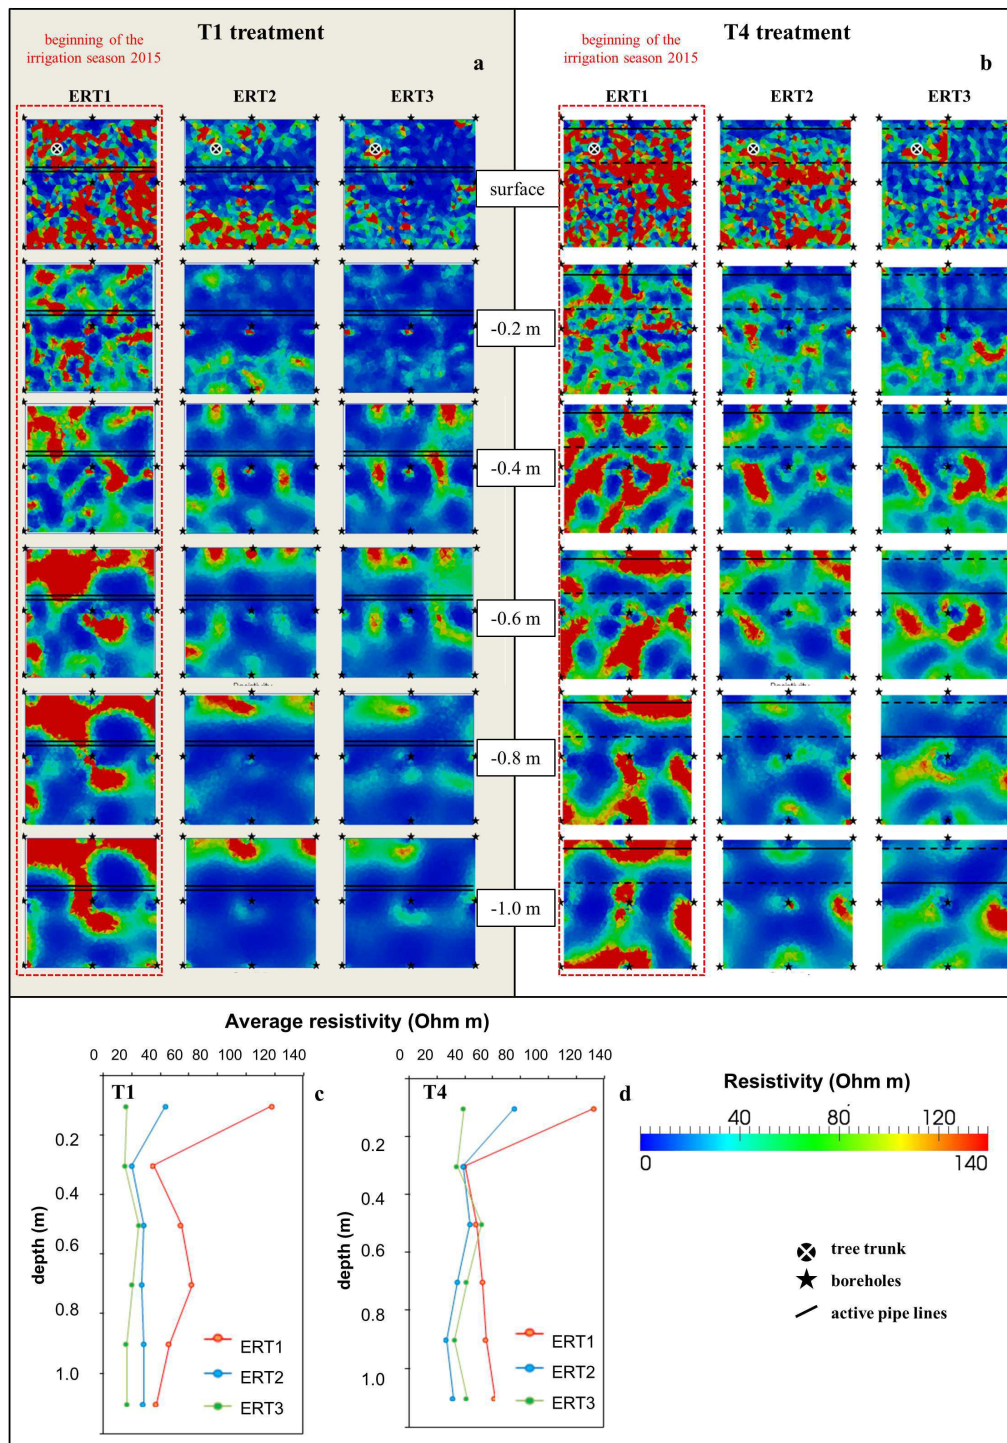 T1 treatment
beginning of the
irrigation season 2015
a
ERT1
ERT2
ERT3
T4 treatment
beginning of the
irrigation season 2015
b
ERT1
ERT2
ERT3
surface
-0.2 m
-0.4 m
-0.6 m
-0.8 m
-1.0 m
Average resistivity (Ohm m)
0 20 40 60 80 100 120 140
T1
c
depth (m)
0.2
0.4
0.6
0.8
1.0
ERT1
ERT2
ERT3
0 20 40 60 80 100 120 140
T4
d
depth (m)
0.2
0.4
0.6
0.8
1.0
ERT1
ERT2
ERT3
Resistivity (Ohm m)
40 80 120
0 140
tree trunk
boreholes
active pipe lines